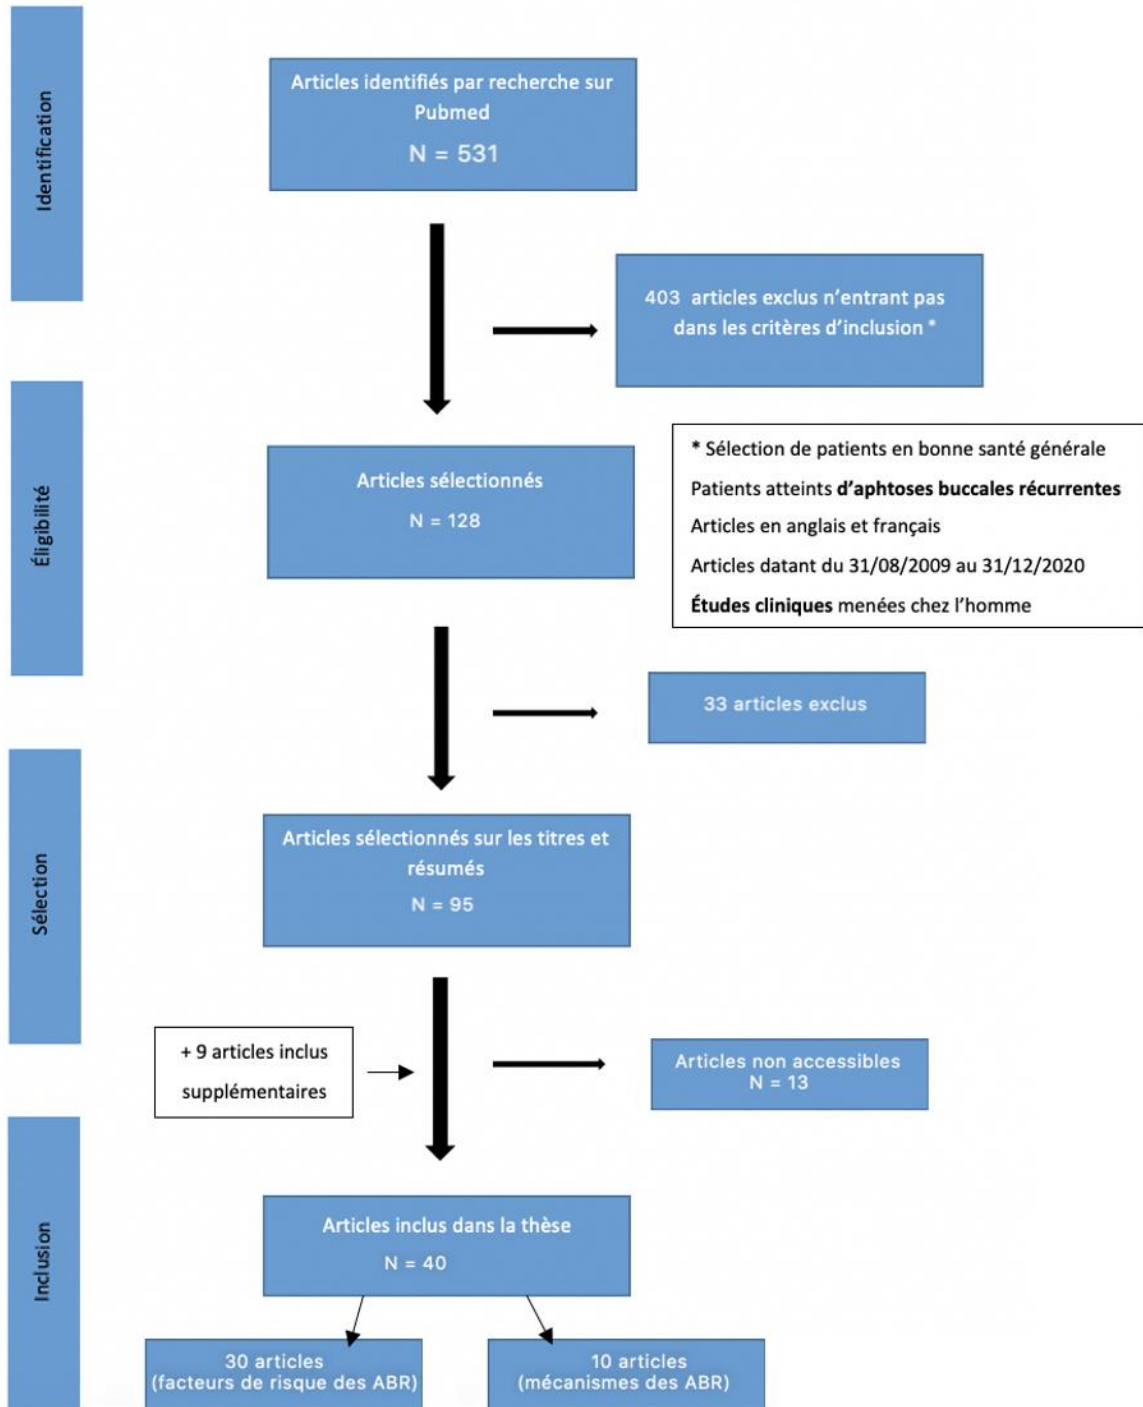 Identification
Articles identifiés par recherche sur
Pubmed
N = 531
403 articles exclus n'entrant pas
dans les critères d'inclusion *
Éligibilité
Articles sélectionnés
N = 128
* Sélection de patients en bonne santé générale
Patients atteints d'aphtoses buccales récurrentes
Articles en anglais et français
Articles datant du 31/08/2009 au 31/12/2020
Études cliniques menées chez l'homme
33 articles exclus
Sélection
Articles sélectionnés sur les titres et
résumés
N = 95
+ 9 articles inclus
supplémentaires
Articles non accessibles
N = 13
Inclusion
Articles inclus dans la thèse
N = 40
30 articles
(facteurs de risque des ABR)
10 articles
(mécanismes des ABR)